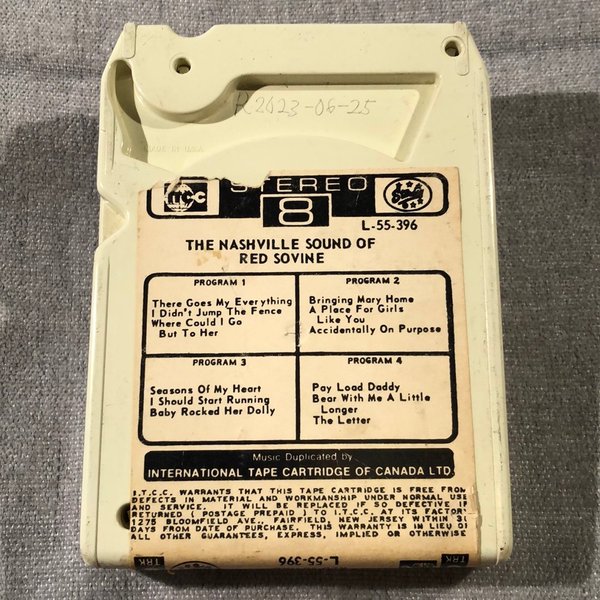 R2423-06-25
MADE IN U.S.A.
STEREO
8
L-55-396
THE NASHVILLE SOUND OF
RED SOVINE
PROGRAM 1
There Goes My Everything
I Didn't Jump The Fence
Where Could I Go
But To Her
PROGRAM 2
Bringing Mary Home
A Place For Girls
Like You
Accidentally On Purpose
PROGRAM 3
Seasons Of My Heart
I Should Start Running
Baby Rocked Her Dolly
PROGRAM 4
Pay Load Daddy
Bear With Me A Little
Longer
The Letter
Music Duplicated by
INTERNATIONAL TAPE CARTRIDGE OF CANADA LTD.
I.T.C.C. WARRANTS THAT THIS TAPE CARTRIDGE IS FREE FROM
DEFECTS IN MATERIAL AND WORKMANSHIP UNDER NORMAL USE
AND SERVICE. IT WILL BE REPLACED IF SO DEFECTIVE IF
RETURNED ( POSTAGE PREPAID ) TO I.T.C.C. AT ITS FACTOR
1275 BLOOMFIELD AVE., FAIRFIELD, NEW JERSEY WITHIN 3
DAYS FROM DATE OF PURCHASE. THIS WARRANTY IS IN LIEU O
ALL OTHER GUARANTEES, EXPRESS, IMPLIED OR OTHERWISE
TRK
L-55-396
TRK